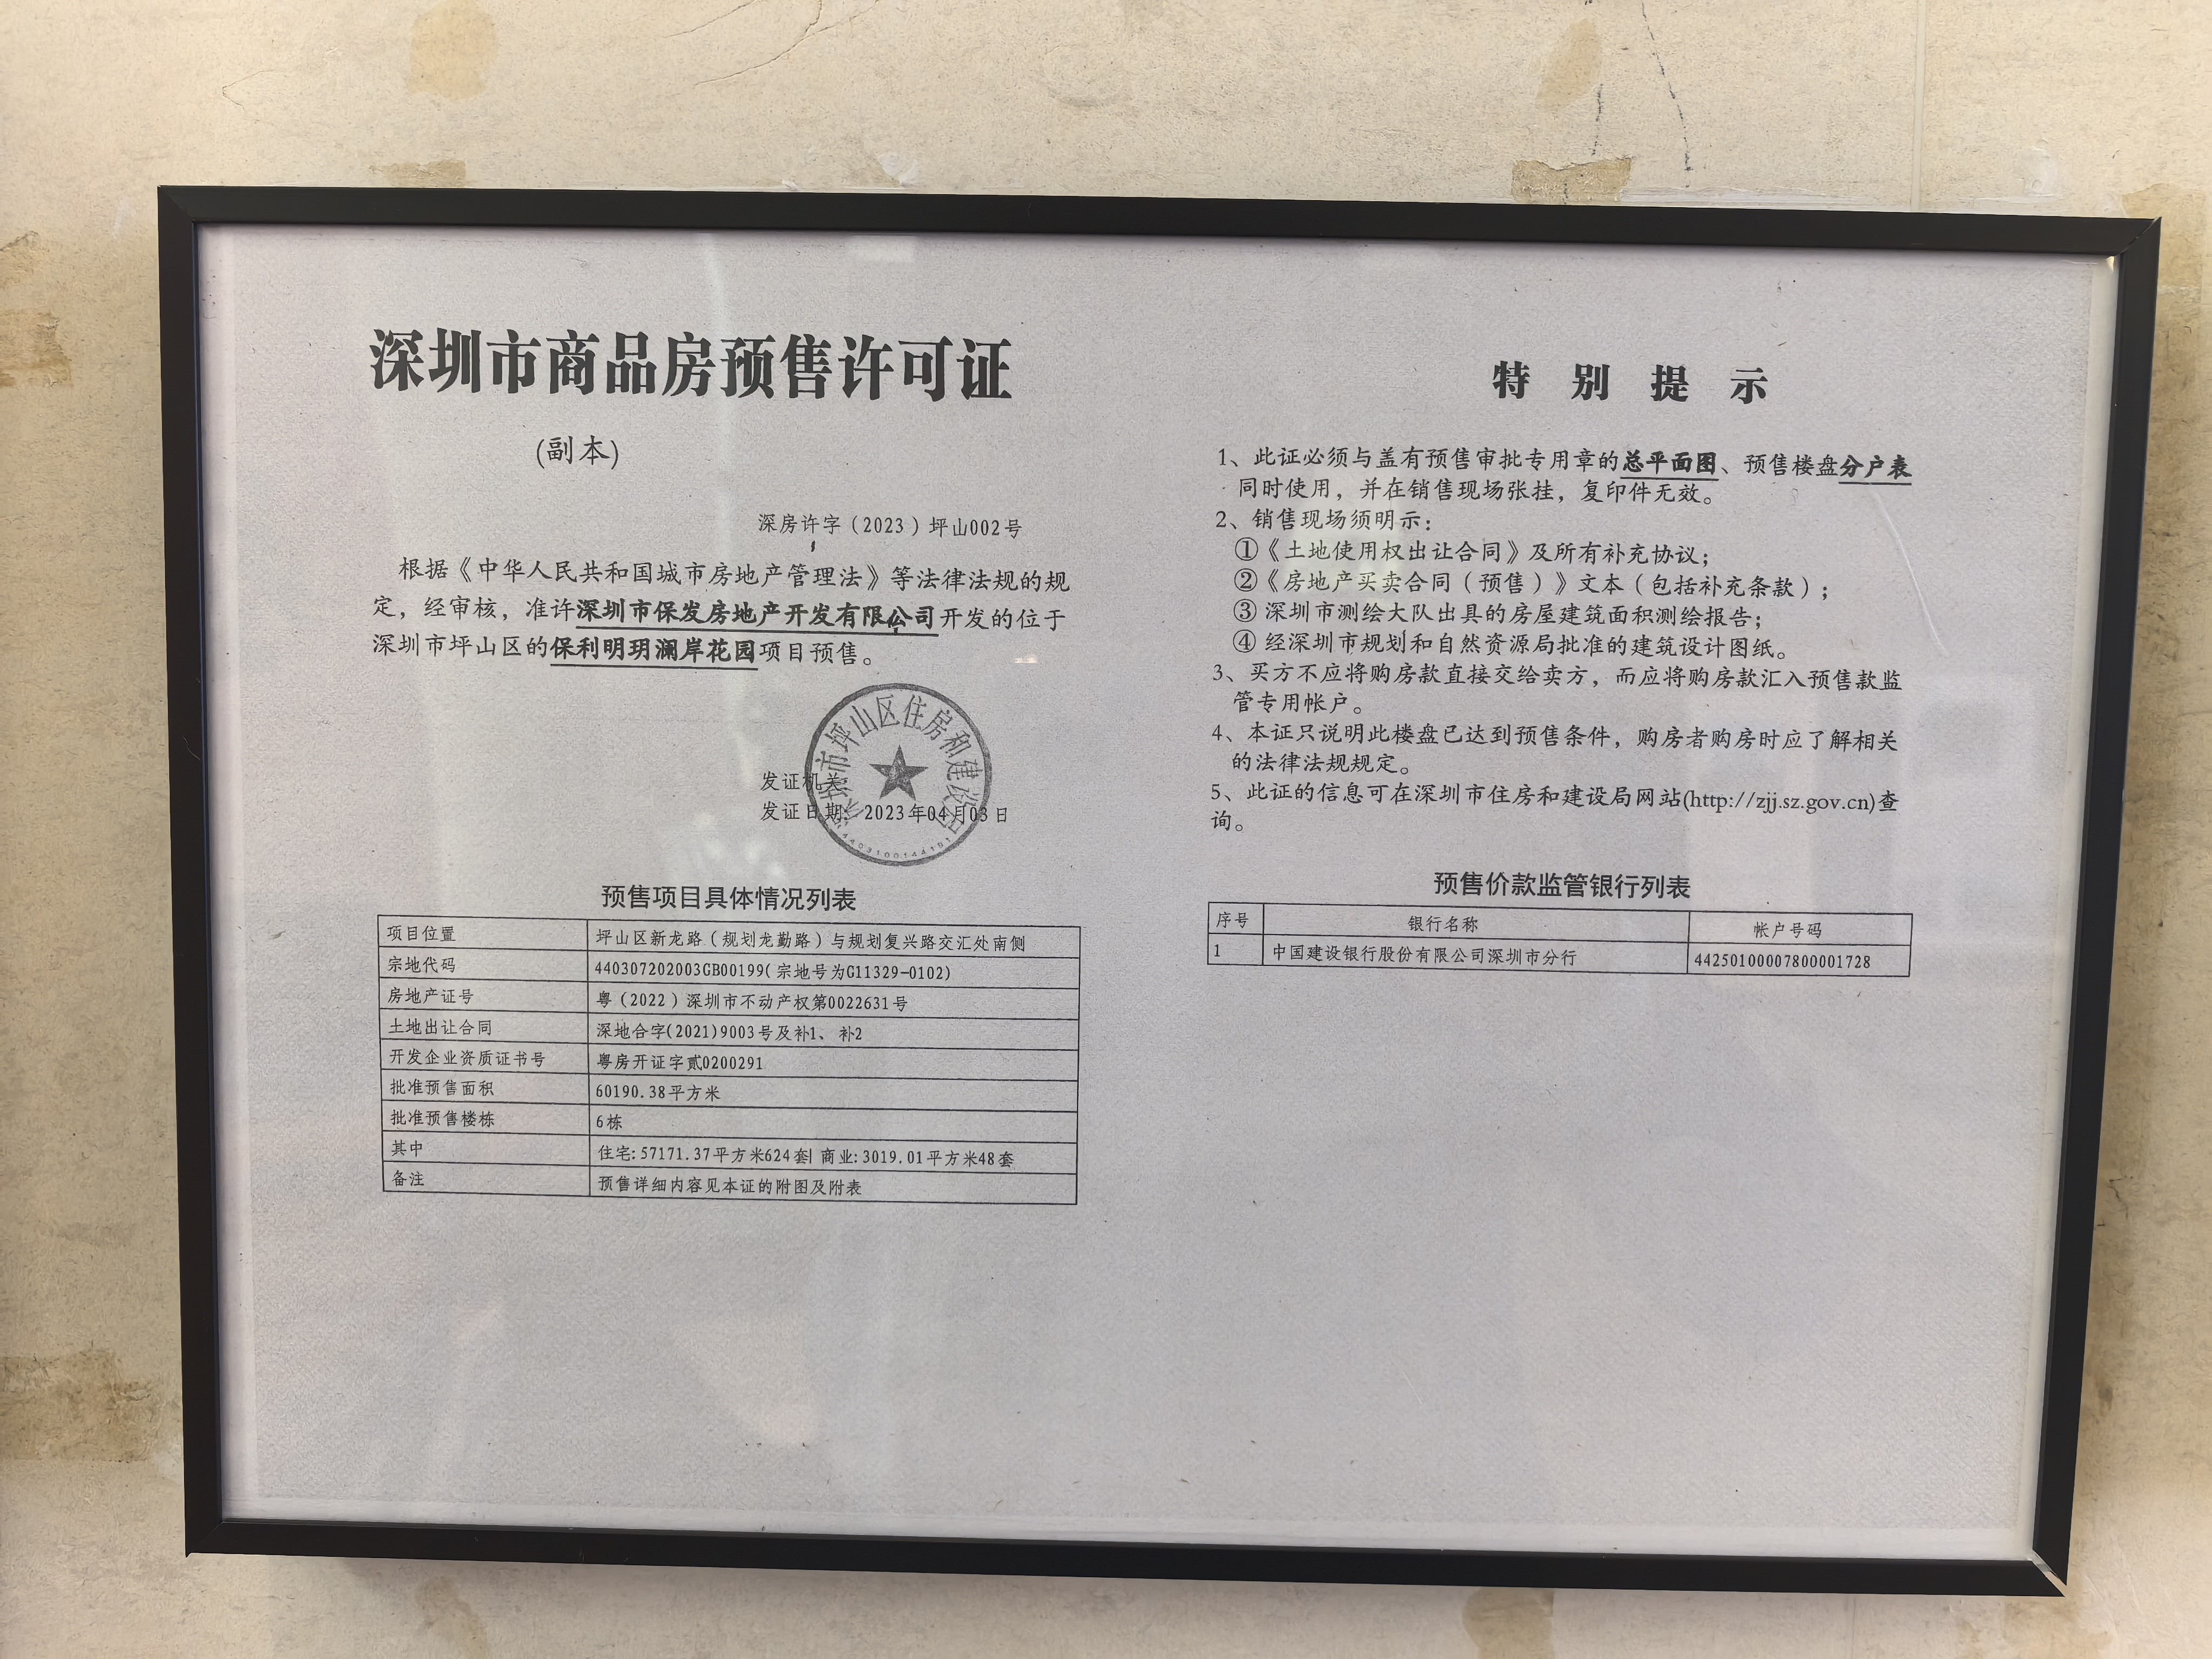 深圳市商品房预售许可证
(副本)
深房许字（2023）坪山002号
根据《中华人民共和国城市房地产管理法》等法律法规的规
定，经审核，准许深圳市保发房地产开发有限公司开发的位于
深圳市坪山区的保利明玥澜岸花园项目预售。
深圳市坪山区住房和建设局
发证机关:
发证日期: 2023年04月03日
4403100144191
预售项目具体情况列表
项目位置 坪山区新龙路（规划龙勤路）与规划复兴路交汇处南侧
宗地代码 440307202003GB00199(宗地号为G11329-0102)
房地产证号 粤（2022）深圳市不动产权第0022631号
土地出让合同 深地合字(2021)9003号及补1、补2
开发企业资质证书号 粤房开证字贰0200291
批准预售面积 60190.38平方米
批准预售楼栋 6栋
其中 住宅:57171.37平方米624套| 商业:3019.01平方米48套
备注 预售详细内容见本证的附图及附表
特别提示
1、此证必须与盖有预售审批专用章的总平面图、预售楼盘分户表
同时使用，并在销售现场张挂，复印件无效。
2、销售现场须明示：
①《土地使用权出让合同》及所有补充协议；
②《房地产买卖合同（预售）》文本（包括补充条款）；
③ 深圳市测绘大队出具的房屋建筑面积测绘报告；
④ 经深圳市规划和自然资源局批准的建筑设计图纸。
3、买方不应将购房款直接交给卖方，而应将购房款汇入预售款监
管专用帐户。
4、本证只说明此楼盘已达到预售条件，购房者购房时应了解相关
的法律法规规定。
5、此证的信息可在深圳市住房和建设局网站(http://zjj.sz.gov.cn)查
询。
预售价款监管银行列表
序号 银行名称 帐户号码
1 中国建设银行股份有限公司深圳市分行 44250100007800001728